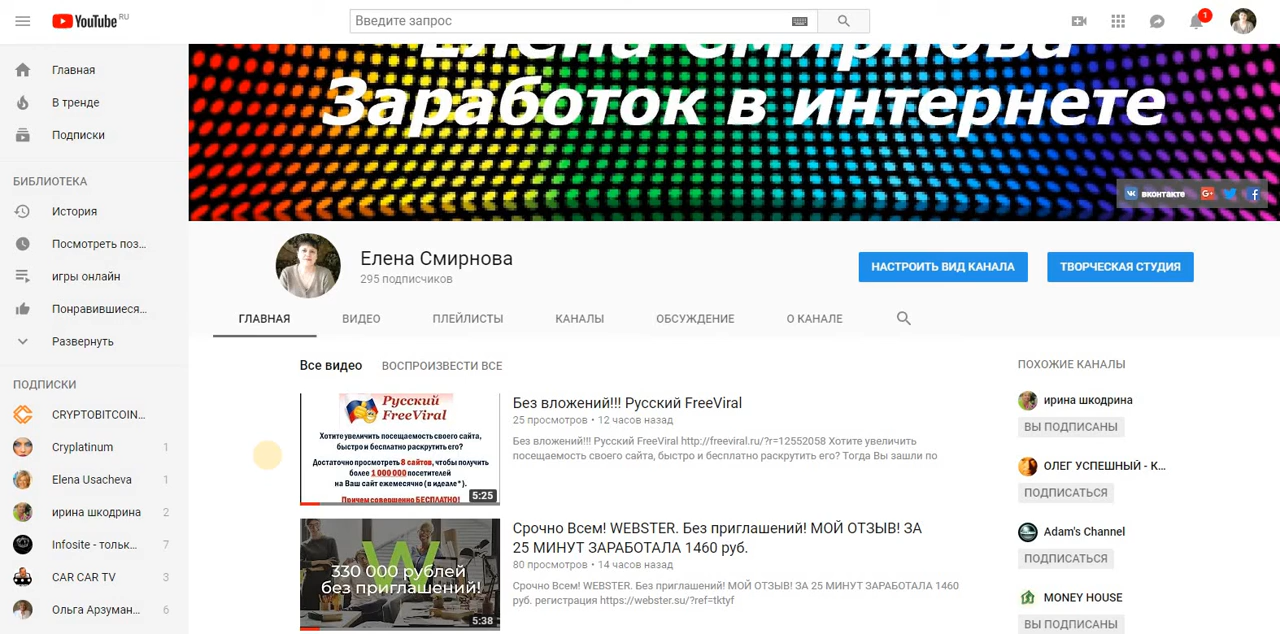 YouTube RU
Введите запрос
1
Главная
В тренде
Подписки
БИБЛИОТЕКА
История
Посмотреть поз...
игры онлайн
Понравившиеся...
Развернуть
ПОДПИСКИ
CRYPTOBITCOIN...
Cryplatinum 1
Elena Usacheva 1
ирина шкодрина 2
Infosite - тольк... 7
CAR CAR TV 3
Ольга Арзуман... 6
Елена Смирнова
Заработок в интернете
вконтакте
Елена Смирнова
295 подписчиков
НАСТРОИТЬ ВИД КАНАЛА
ТВОРЧЕСКАЯ СТУДИЯ
ГЛАВНАЯ ВИДЕО ПЛЕЙЛИСТЫ КАНАЛЫ ОБСУЖДЕНИЕ О КАНАЛЕ
Все видео ВОСПРОИЗВЕСТИ ВСЕ
Русский
FreeViral
Хотите увеличить посещаемость своего сайта,
быстро и бесплатно раскрутить его?
Достаточно просмотреть 8 сайтов, чтобы получить
более 1 000 000 посетителей
на Ваш сайт ежемесячно (в идеале*).
Причем совершенно БЕСПЛАТНО!
5:25
Без вложений!!! Русский FreeViral
25 просмотров • 12 часов назад
Без вложений!!! Русский FreeViral http://freeviral.ru/?r=12552058 Хотите увеличить
посещаемость своего сайта, быстро и бесплатно раскрутить его? Тогда Вы зашли по
W
330 000 рублей
без приглашений!
5:38
Срочно Всем! WEBSTER. Без приглашений! МОЙ ОТЗЫВ! ЗА
25 МИНУТ ЗАРАБОТАЛА 1460 руб.
80 просмотров • 14 часов назад
Срочно Всем! WEBSTER. Без приглашений! МОЙ ОТЗЫВ! ЗА 25 МИНУТ ЗАРАБОТАЛА 1460
руб. регистрация https://webster.su/?ref=tktyf
ПОХОЖИЕ КАНАЛЫ
ирина шкодрина
ВЫ ПОДПИСАНЫ
ОЛЕГ УСПЕШНЫЙ - К...
ПОДПИСАТЬСЯ
Adam's Channel
ПОДПИСАТЬСЯ
MONEY HOUSE
ВЫ ПОДПИСАНЫ